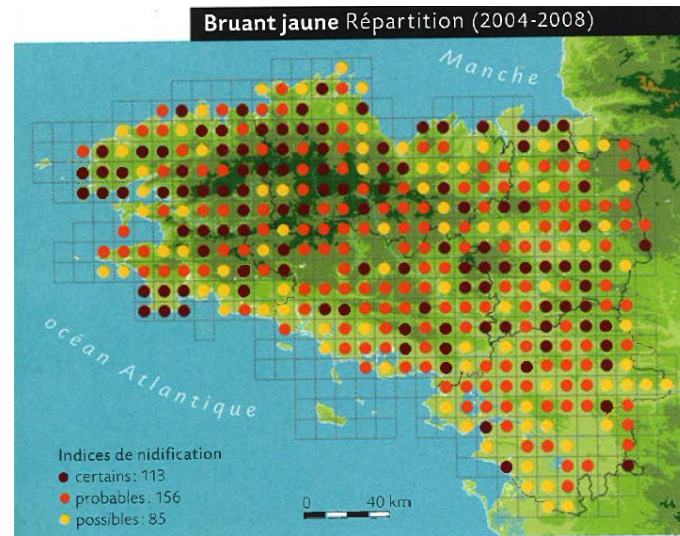 Bruant jaune Répartition (2004-2008)
Manche
océan Atlantique
Indices de nidification
certains: 113
probables: 156
possibles: 85
0 40 km